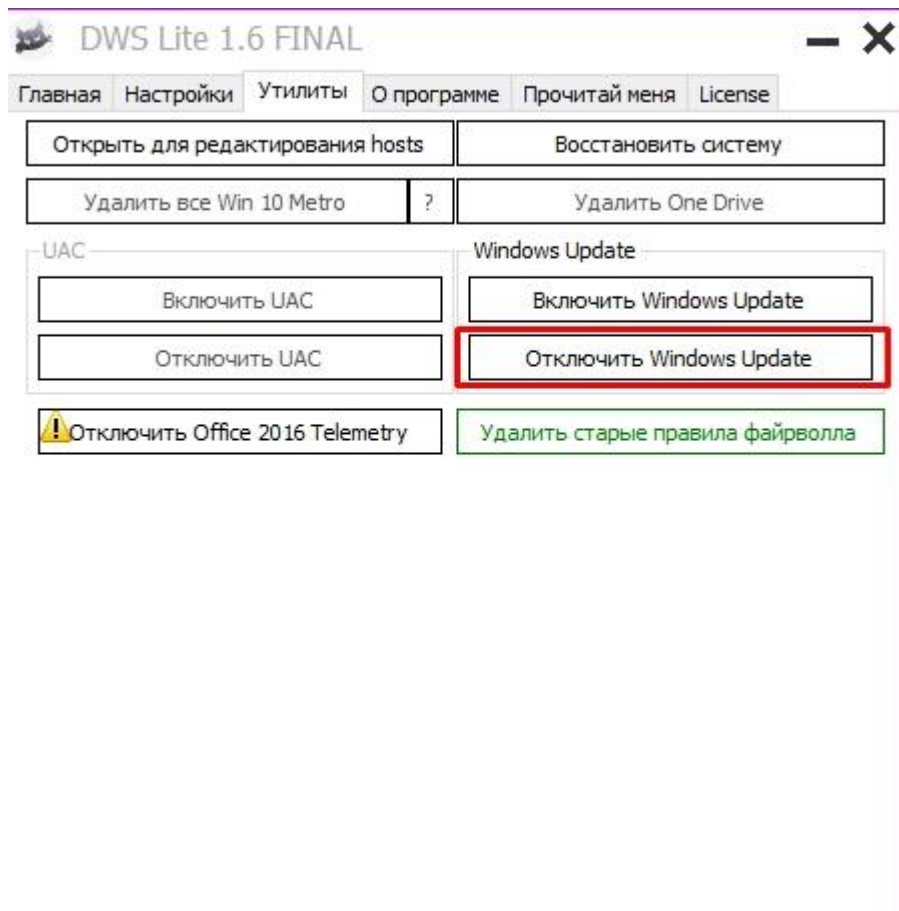 DWS Lite 1.6 FINAL
Главная Настройки Утилиты О программе Прочитай меня License
Открыть для редактирования hosts Восстановить систему
Удалить все Win 10 Metro ? Удалить One Drive
UAC Windows Update
Включить UAC Включить Windows Update
Отключить UAC Отключить Windows Update
Отключить Office 2016 Telemetry Удалить старые правила файрволла